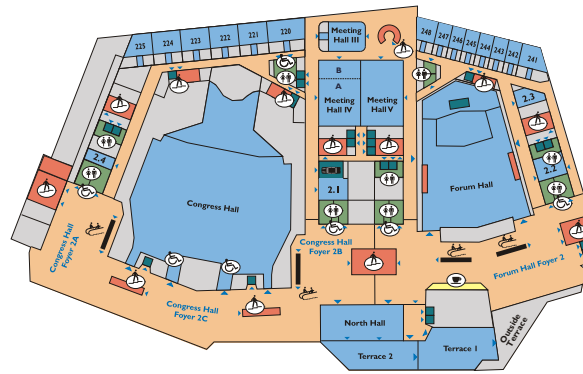 225
224
223
222
221
220
Meeting
Hall III
248
247
246
245
244
243
242
241
B
A
Meeting
Hall IV
Meeting
Hall V
2.3
2.4
2.1
2.2
Congress Hall
Forum Hall
Congress Hall
Foyer 2A
Congress Hall
Foyer 2B
Congress Hall
Foyer 2C
Forum Hall Foyer 2
North Hall
Terrace 2
Terrace 1
Outside
Terrace